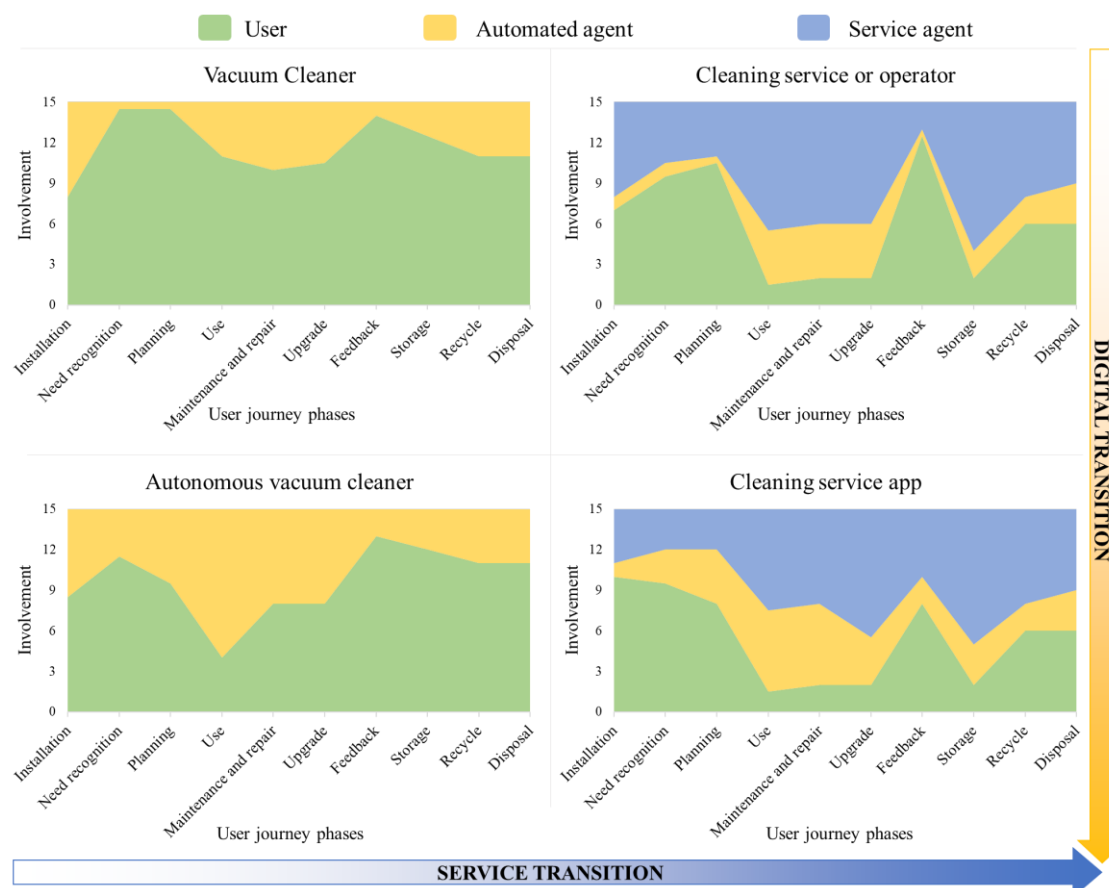 User Automated agent Service agent
Vacuum Cleaner
15
12
9
6
3
0
Involvement
Installation
Need recognition
Planning
Use
Maintenance and repair
Upgrade
Feedback
Storage
Recycle
Disposal
User journey phases
Cleaning service or operator
15
12
9
6
3
0
Involvement
Installation
Need recognition
Planning
Use
Maintenance and repair
Upgrade
Feedback
Storage
Recycle
Disposal
User journey phases
Autonomous vacuum cleaner
15
12
9
6
3
0
Involvement
Installation
Need recognition
Planning
Use
Maintenance and repair
Upgrade
Feedback
Storage
Recycle
Disposal
User journey phases
Cleaning service app
15
12
9
6
3
0
Involvement
Installation
Need recognition
Planning
Use
Maintenance and repair
Upgrade
Feedback
Storage
Recycle
Disposal
User journey phases
DIGITAL TRANSITION
SERVICE TRANSITION